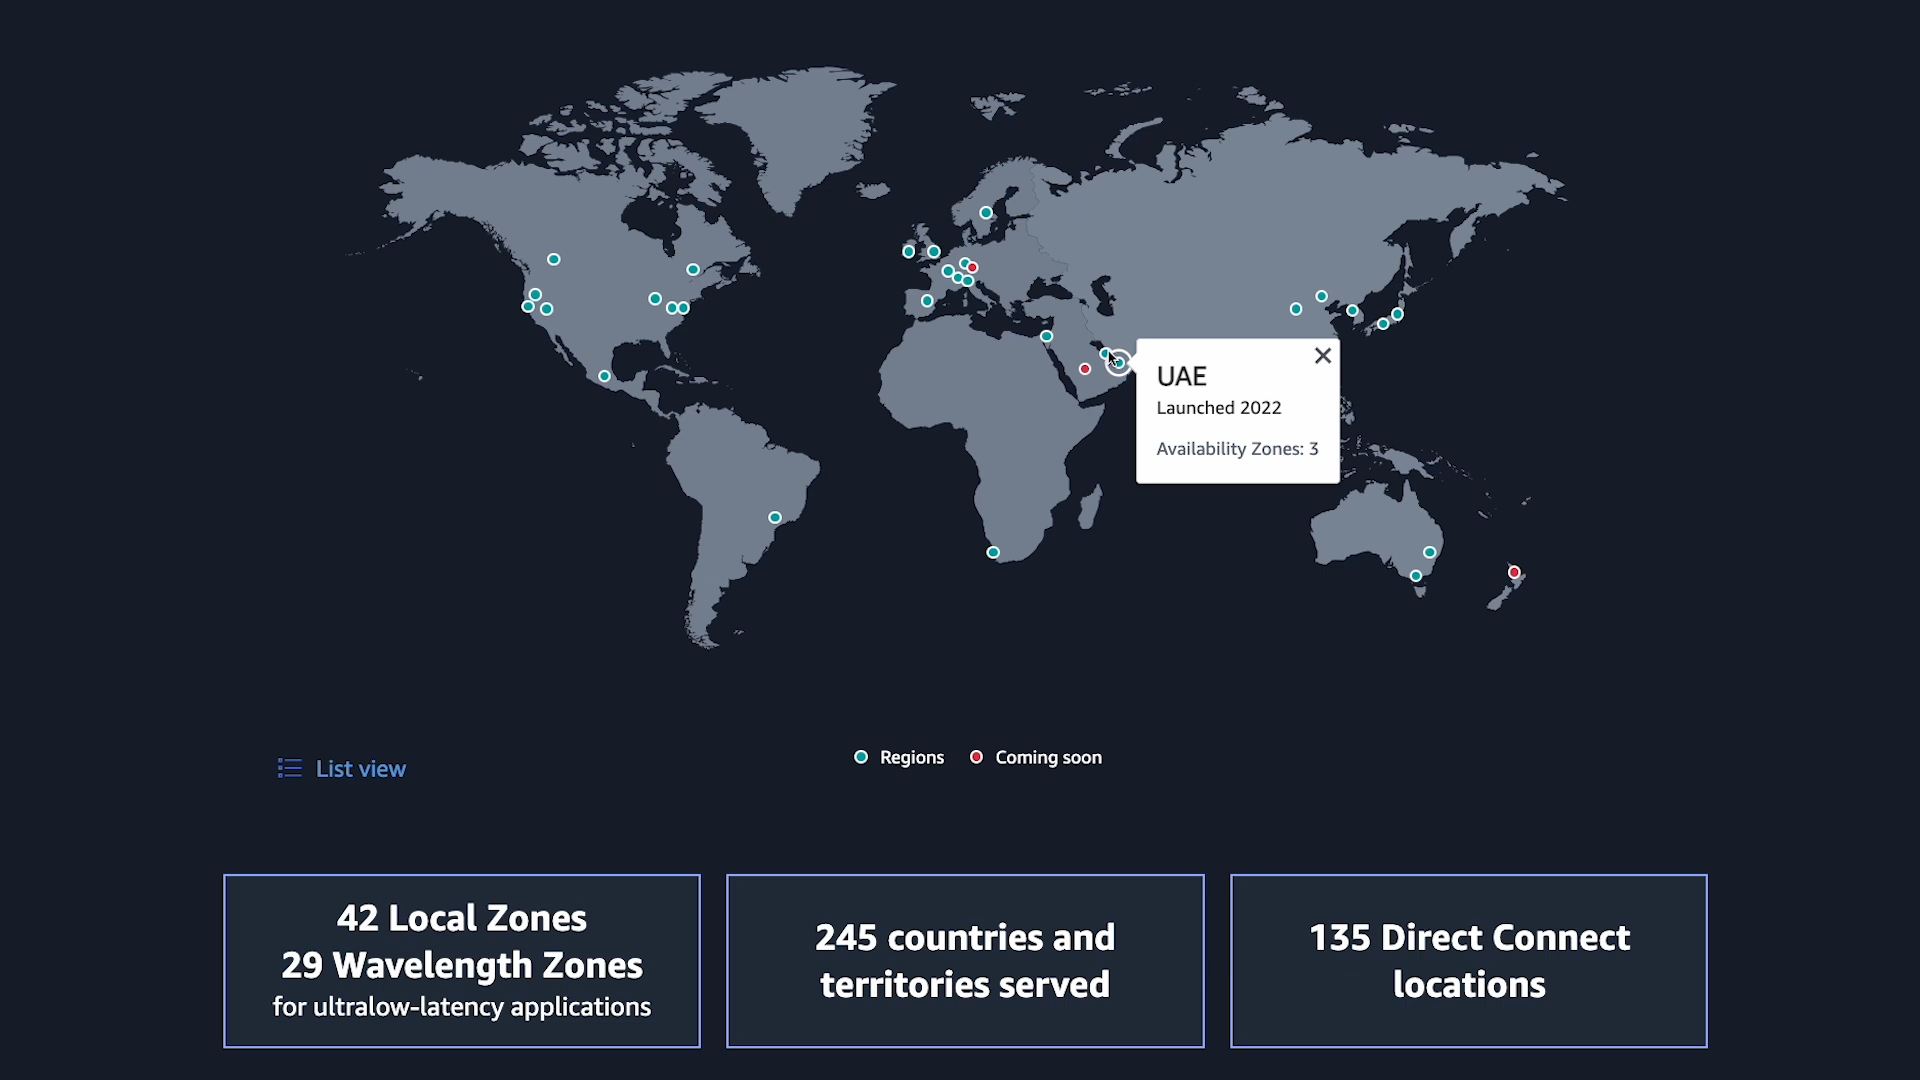 UAE
Launched 2022
Availability Zones: 3
List view
Regions
Coming soon
42 Local Zones
29 Wavelength Zones
for ultralow-latency applications
245 countries and
territories served
135 Direct Connect
locations